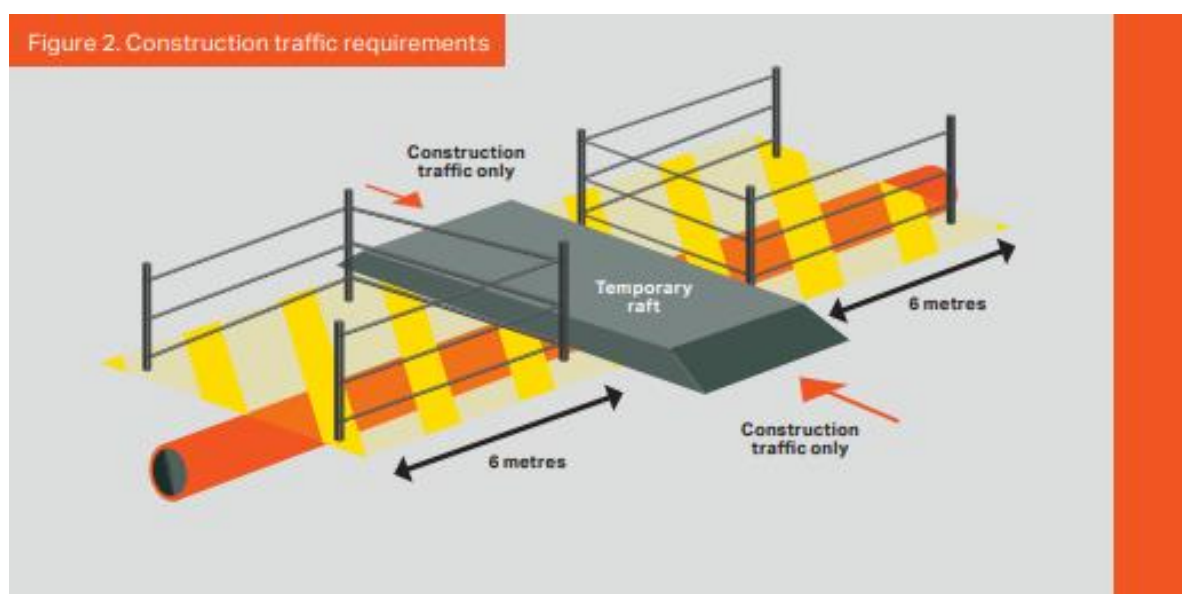 Figure 2. Construction traffic requirements
Construction
traffic only
Temporary
raft
6 metres
Construction
traffic only
6 metres